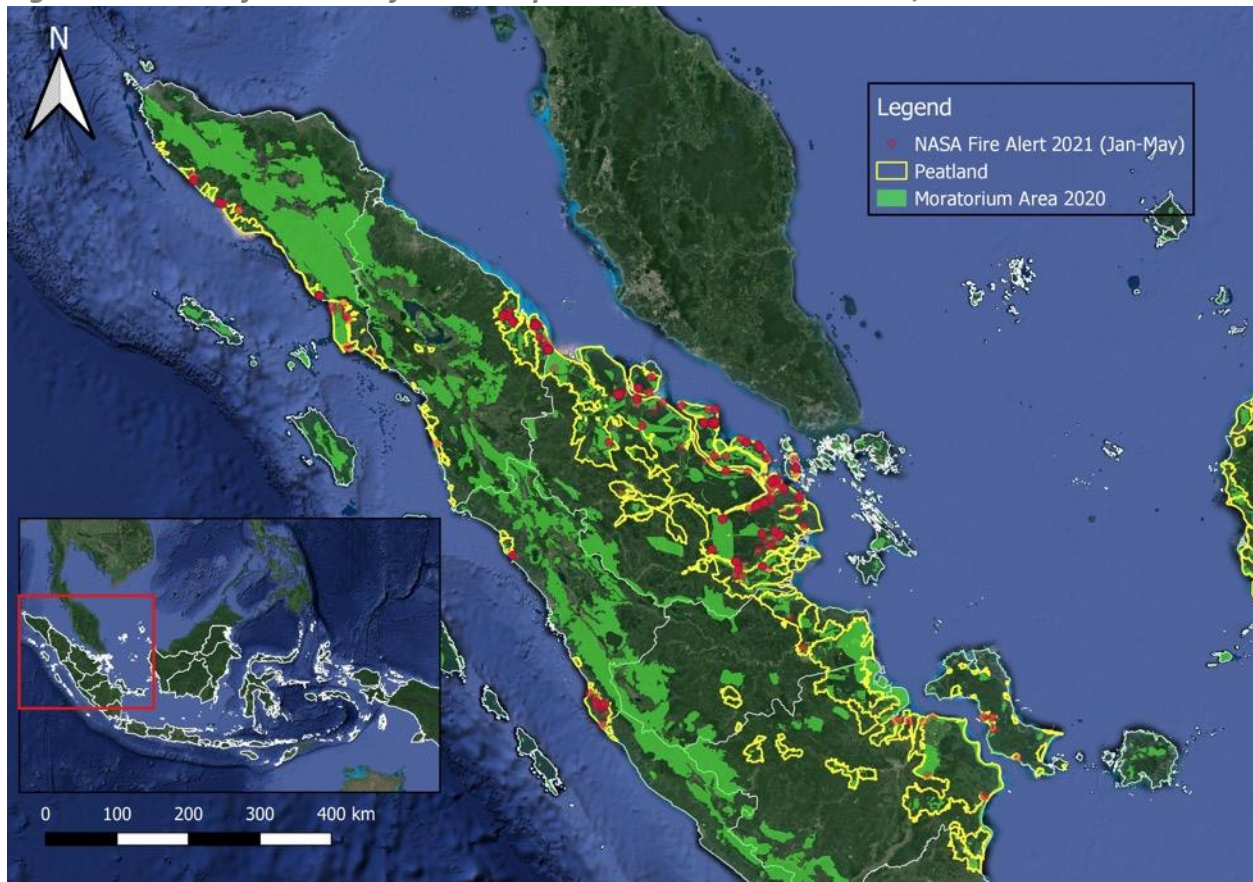 N
Legend
NASA Fire Alert 2021 (Jan-May)
Peatland
Moratorium Area 2020
0 100 200 300 400 km